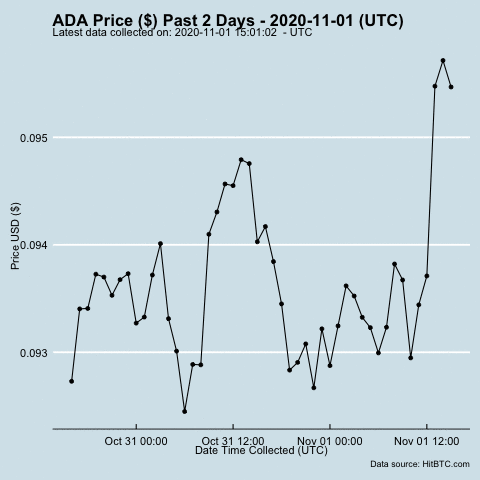 ADA Price ($) Past 2 Days - 2020-11-01 (UTC)
Latest data collected on: 2020-11-01 15:01:02 - UTC
0.095
0.094
0.093
Price USD ($)
Oct 31 00:00
Oct 31 12:00
Nov 01 00:00
Nov 01 12:00
Date Time Collected (UTC)
Data source: HitBTC.com